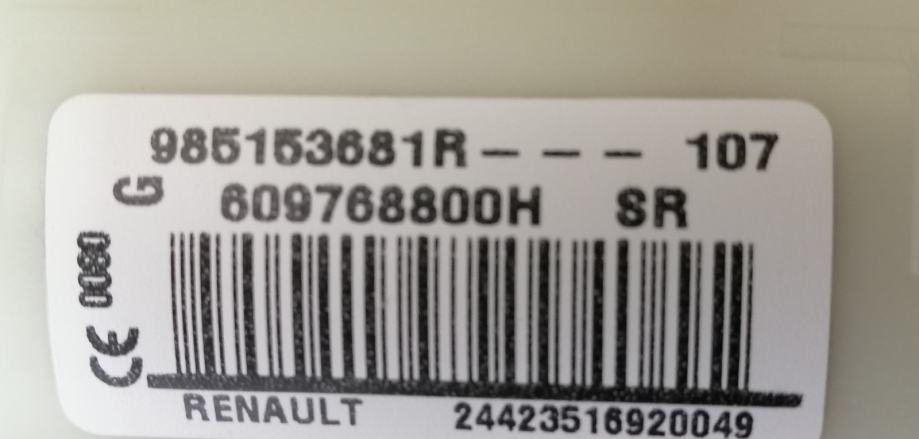 985153681R--- 107
G
609768800H SR
0080
CE
RENAULT 24423516920049